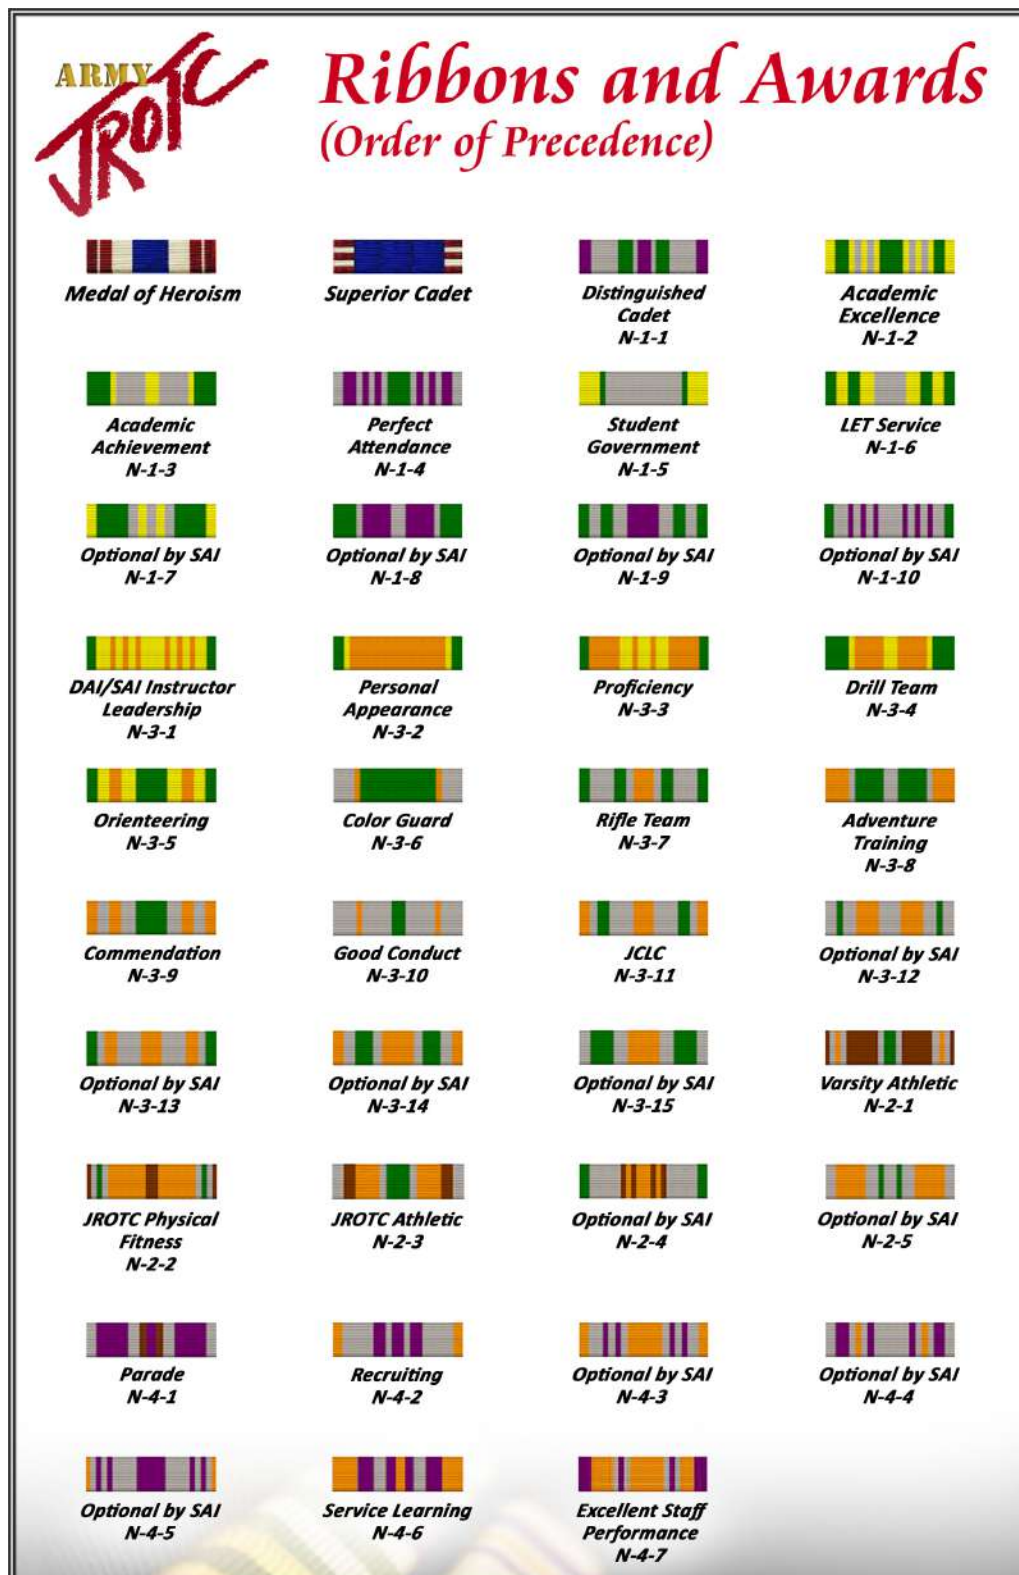 ARMY
JROTC
Ribbons and Awards
(Order of Precedence)
Medal of Heroism
Superior Cadet
Distinguished
Cadet
N-1-1
Academic
Excellence
N-1-2
Academic
Achievement
N-1-3
Perfect
Attendance
N-1-4
Student
Government
N-1-5
LET Service
N-1-6
Optional by SAI
N-1-7
Optional by SAI
N-1-8
Optional by SAI
N-1-9
Optional by SAI
N-1-10
DAI/SAI Instructor
Leadership
N-3-1
Personal
Appearance
N-3-2
Proficiency
N-3-3
Drill Team
N-3-4
Orienteering
N-3-5
Color Guard
N-3-6
Rifle Team
N-3-7
Adventure
Training
N-3-8
Commendation
N-3-9
Good Conduct
N-3-10
JCLC
N-3-11
Optional by SAI
N-3-12
Optional by SAI
N-3-13
Optional by SAI
N-3-14
Optional by SAI
N-3-15
Varsity Athletic
N-2-1
JROTC Physical
Fitness
N-2-2
JROTC Athletic
N-2-3
Optional by SAI
N-2-4
Optional by SAI
N-2-5
Parade
N-4-1
Recruiting
N-4-2
Optional by SAI
N-4-3
Optional by SAI
N-4-4
Optional by SAI
N-4-5
Service Learning
N-4-6
Excellent Staff
Performance
N-4-7